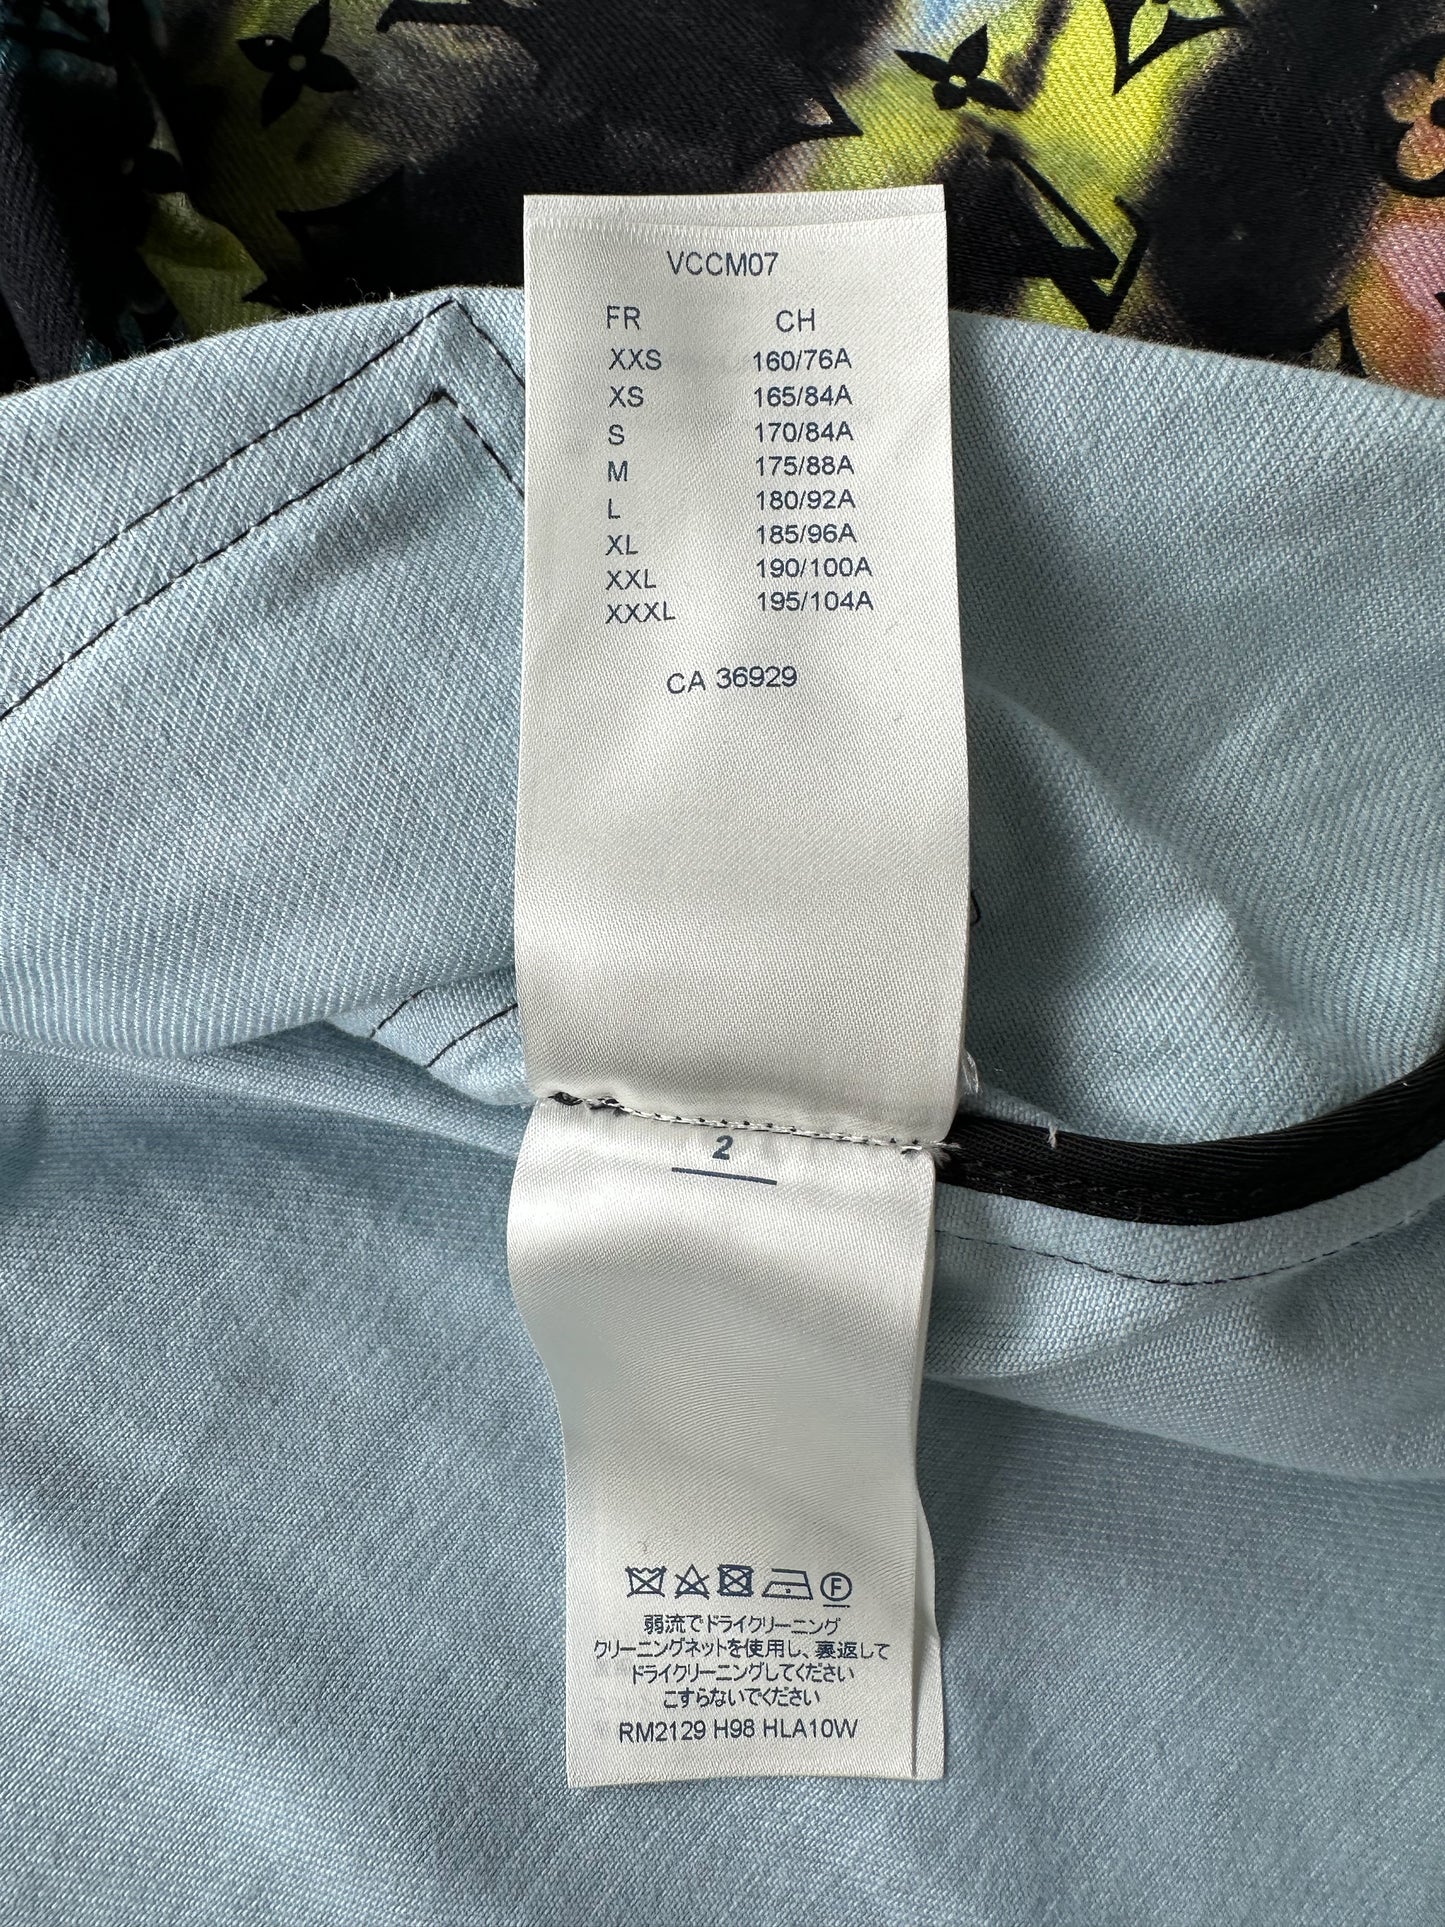 VCCM07
FR CH
XXS 160/76A
XS 165/84A
S 170/84A
M 175/88A
L 180/92A
XL 185/96A
XXL 190/100A
XXXL 195/104A
CA 36929
2
F
弱流でドライクリーニング
クリーニングネットを使用し、裏返して
ドライクリーニングしてください
こすらないでください
RM2129 H98 HLA10W